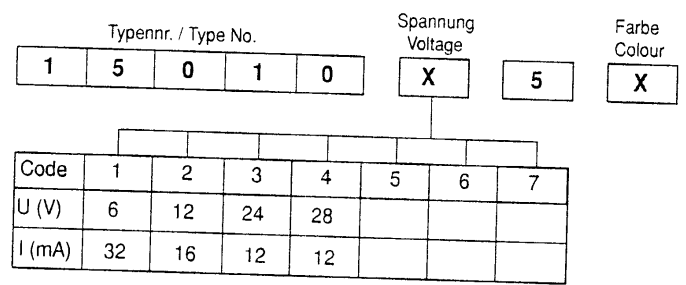 Typennr. / Type No. Spannung Voltage Farbe Colour
1 5 0 1 0 0 X 5 X
Code 1 2 3 4 5 6 7
U (V) 6 12 24 28
I (mA) 32 16 12 12